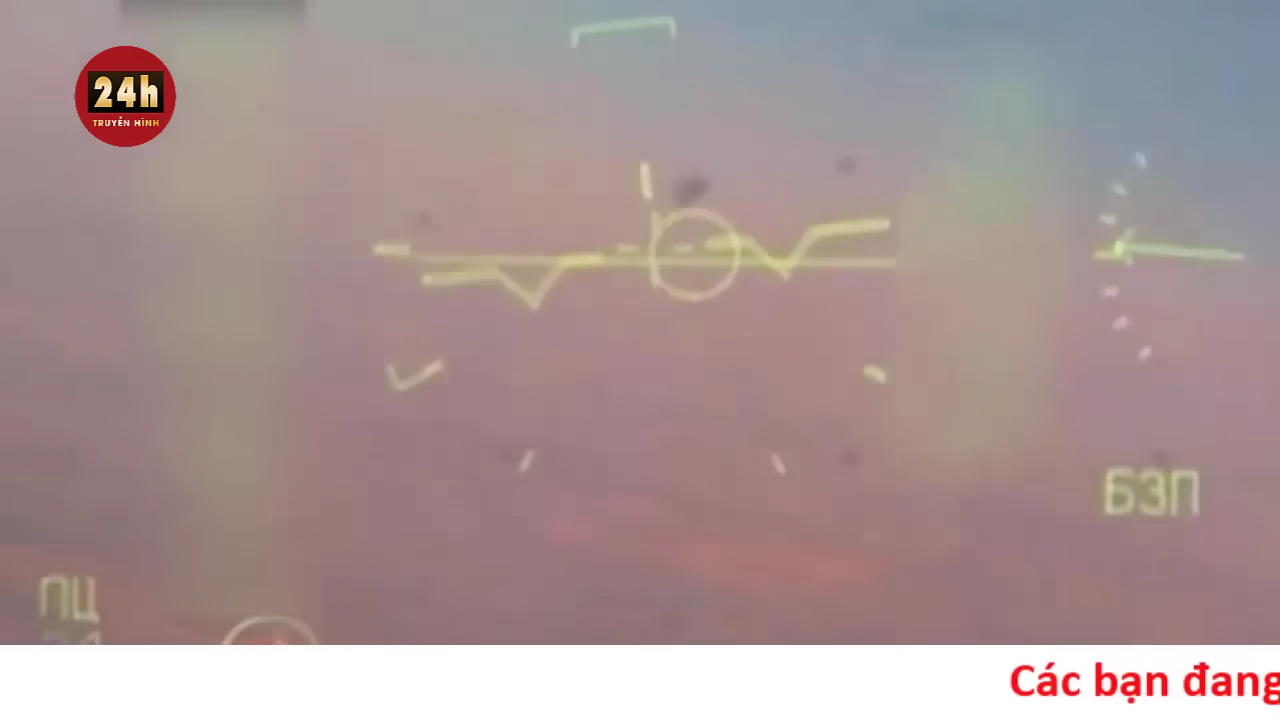 24h
TRUYỀN HÌNH
БЗП
ПЦ
Các bạn đang